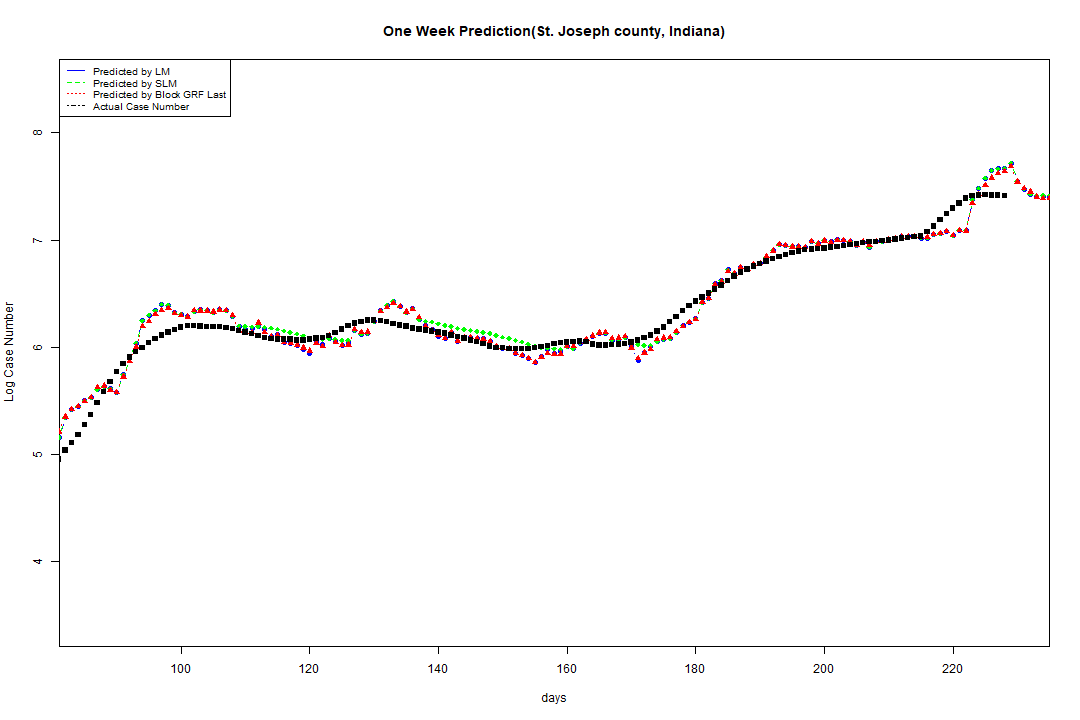 One Week Prediction(St. Joseph county, Indiana)
Predicted by LM
Predicted by SLM
Predicted by Block GRF Last
Actual Case Number
8
7
6
5
4
Log Case Number
100 120 140 160 180 200 220
days